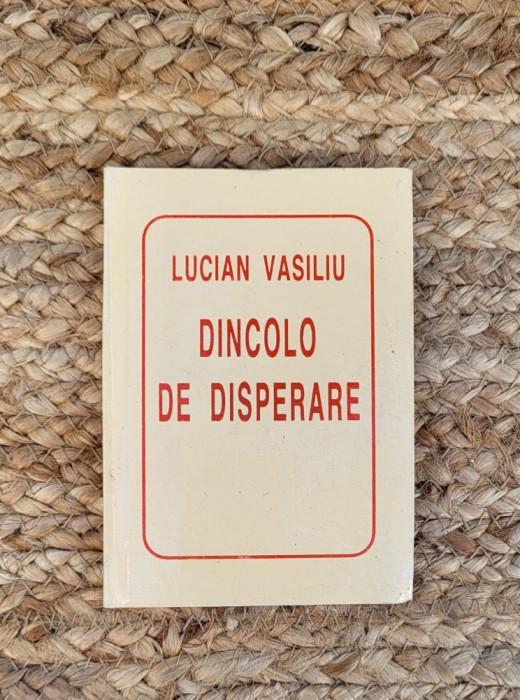 LUCIAN VASILIU
DINCOLO
DE DISPERARE